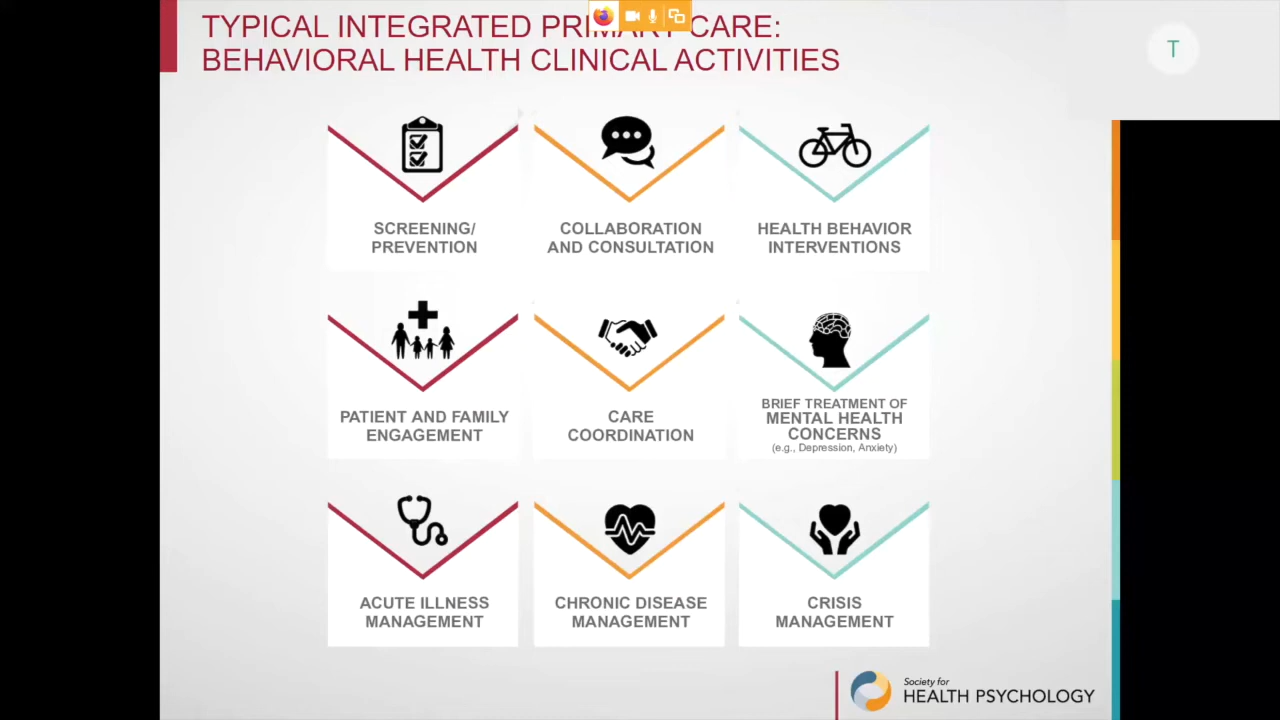 TYPICAL INTEGRATED PRIMARY CARE:
BEHAVIORAL HEALTH CLINICAL ACTIVITIES
T
SCREENING/
PREVENTION
COLLABORATION
AND CONSULTATION
HEALTH BEHAVIOR
INTERVENTIONS
PATIENT AND FAMILY
ENGAGEMENT
CARE
COORDINATION
BRIEF TREATMENT OF
MENTAL HEALTH
CONCERNS
(e.g., Depression, Anxiety)
ACUTE ILLNESS
MANAGEMENT
CHRONIC DISEASE
MANAGEMENT
CRISIS
MANAGEMENT
Society for
HEALTH PSYCHOLOGY